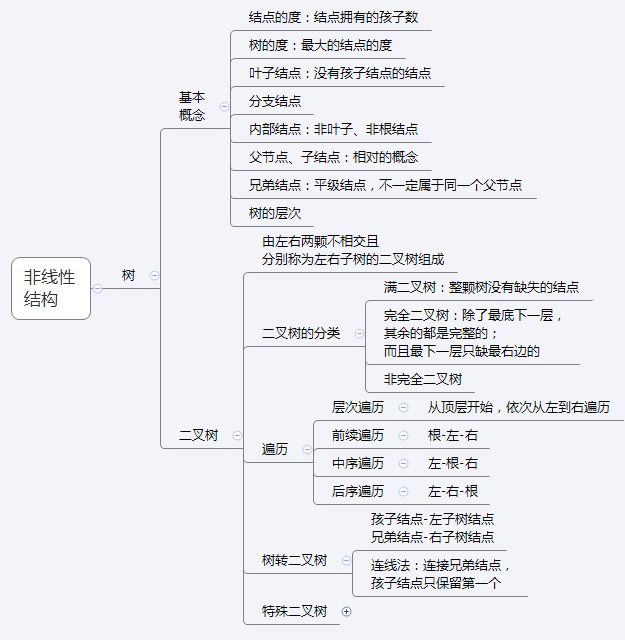 非线性
结构
树
基本
概念
结点的度：结点拥有的孩子数
树的度：最大的结点的度
叶子结点：没有孩子结点的结点
分支结点
内部结点：非叶子、非根结点
父节点、子结点：相对的概念
兄弟结点：平级结点，不一定属于同一个父节点
树的层次
二叉树
由左右两颗不相交且
分别称为左右子树的二叉树组成
二叉树的分类
满二叉树：整颗树没有缺失的结点
完全二叉树：除了最底下一层，
其余的都是完整的；
而且最下一层只缺最右边的
非完全二叉树
遍历
层次遍历
从顶层开始，依次从左到右遍历
前续遍历
根-左-右
中序遍历
左-根-右
后序遍历
左-右-根
树转二叉树
孩子结点-左子树结点
兄弟结点-右子树结点
连线法：连接兄弟结点，
孩子结点只保留第一个
特殊二叉树